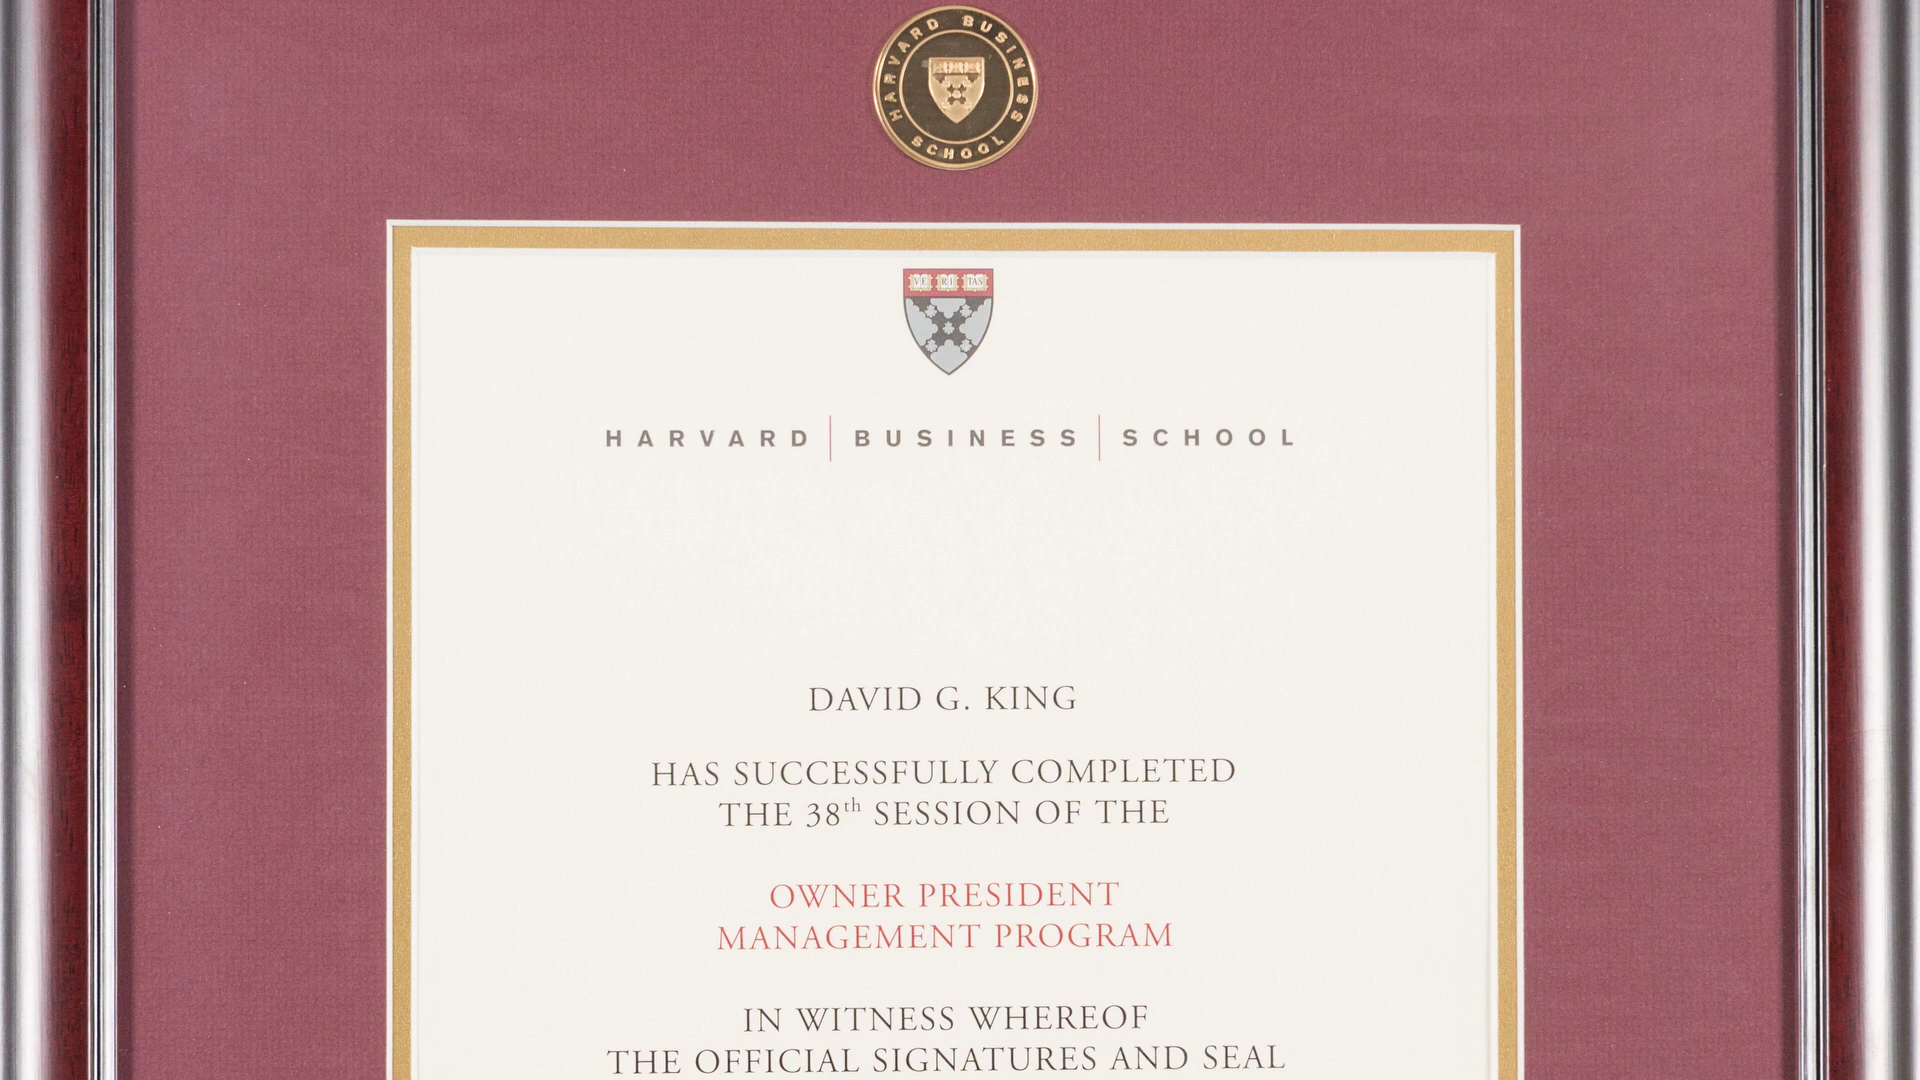 HARVARD BUSINESS SCHOOL
VE RI TAS
HARVARD BUSINESS SCHOOL
DAVID G. KING
HAS SUCCESSFULLY COMPLETED
THE 38th SESSION OF THE
OWNER PRESIDENT
MANAGEMENT PROGRAM
IN WITNESS WHEREOF
THE OFFICIAL SIGNATURES AND SEAL